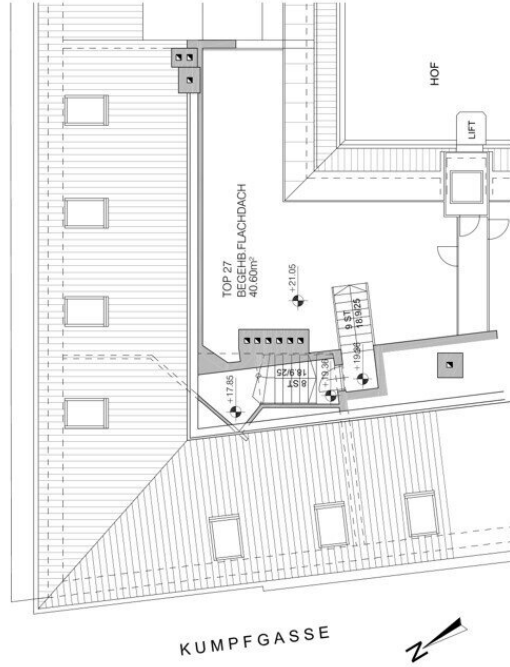 HOF
LIFT
TOP 27
BEGEHB.FLACHDACH
40.60m²
+21.05
9 ST
18.9/25
8 ST
18.9/25
+19.36
+17.85
KUMPFGASSE
N